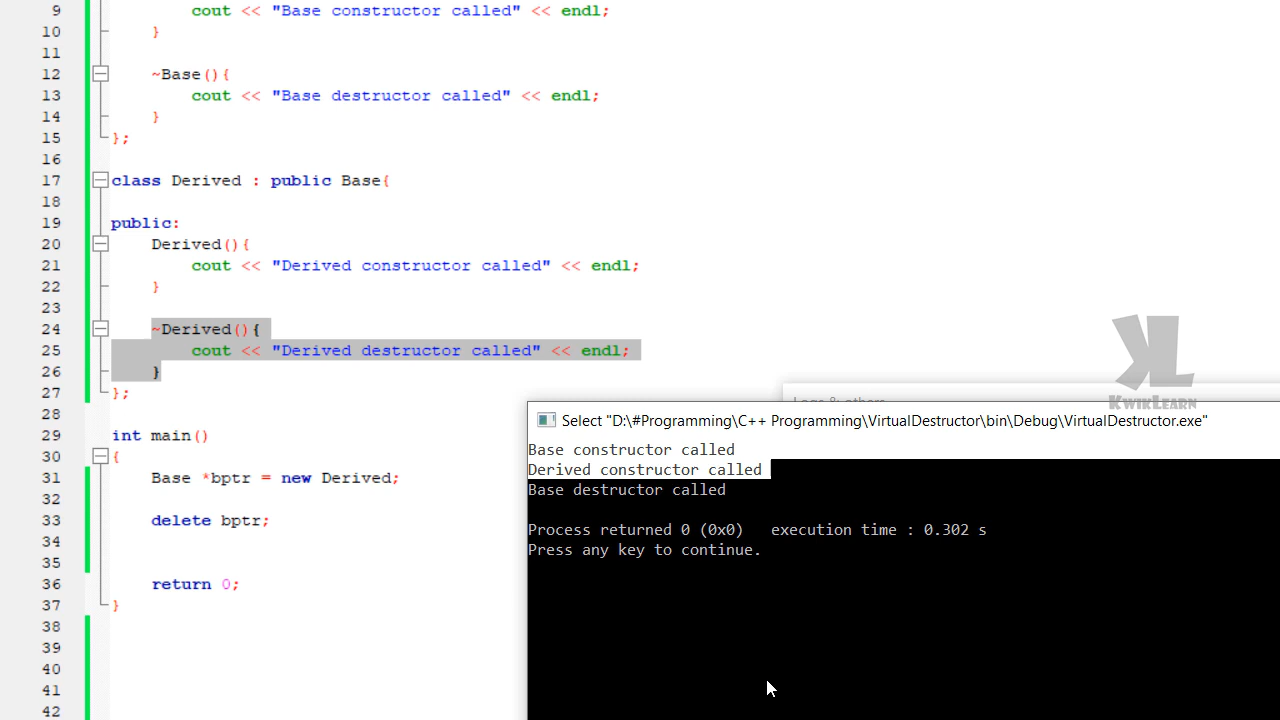 9 cout << "Base constructor called" << endl;
10 }
11
12 ~Base(){
13 cout << "Base destructor called" << endl;
14 }
15 };
16
17 class Derived : public Base{
18
19 public:
20 Derived(){
21 cout << "Derived constructor called" << endl;
22 }
23
24 ~Derived(){
25 cout << "Derived destructor called" << endl;
26 }
27 };
28
29 int main()
30 {
31 Base *bptr = new Derived;
32
33 delete bptr;
34
35
36 return 0;
37 }
38
39
40
41
42
KL
KwikLearn
Logs & others
Select "D:\#Programming\C++ Programming\VirtualDestructor\bin\Debug\VirtualDestructor.exe"
Base constructor called
Derived constructor called
Base destructor called
Process returned 0 (0x0) execution time : 0.302 s
Press any key to continue.